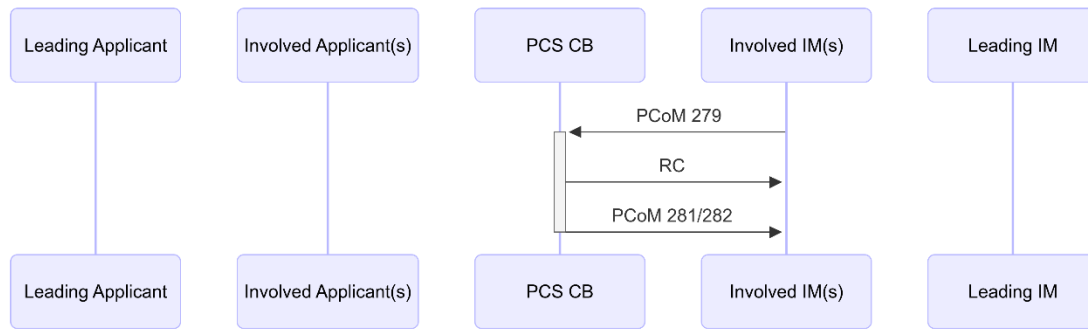 Leading Applicant
Involved Applicant(s)
PCS CB
Involved IM(s)
Leading IM
PCoM 279
RC
PCoM 281/282
Leading Applicant
Involved Applicant(s)
PCS CB
Involved IM(s)
Leading IM